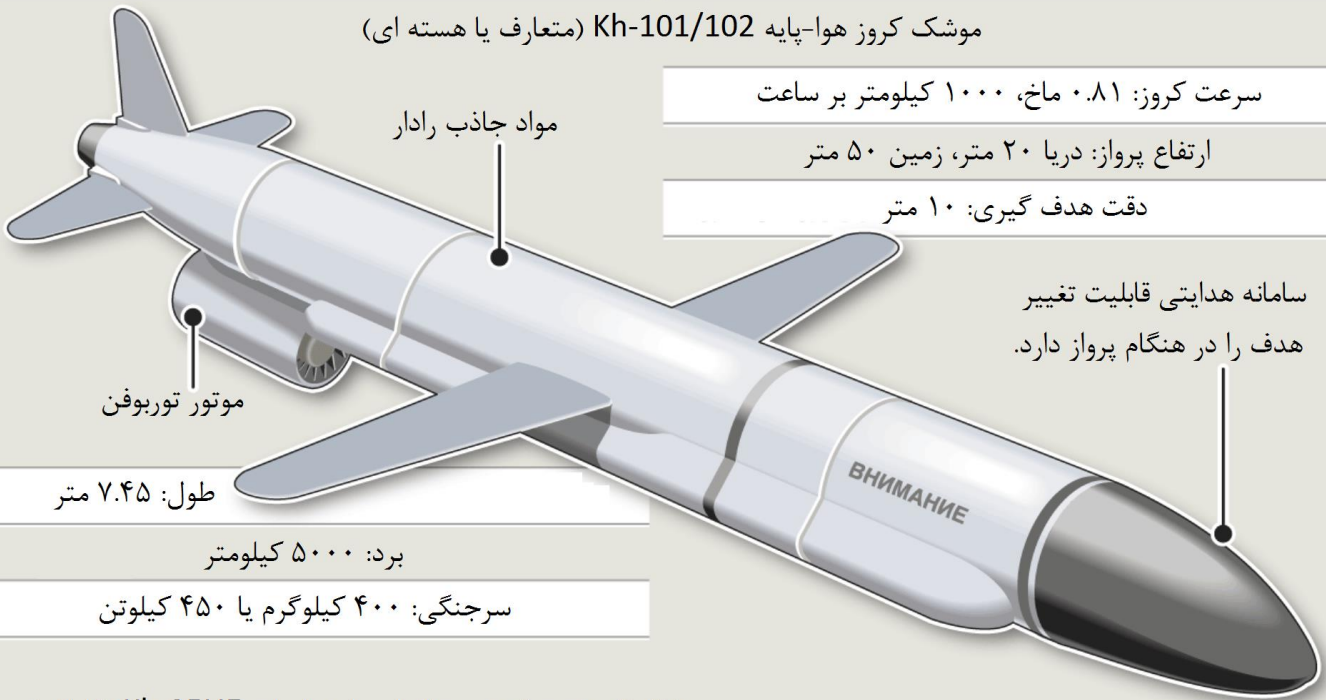 موشک کروز هوا-پایه Kh-101/102 (متعارف یا هسته ای)
سرعت کروز: ۰.۸۱ ماخ، ۱۰۰۰ کیلومتر بر ساعت
ارتفاع پرواز: دریا ۲۰ متر، زمین ۵۰ متر
دقت هدف گیری: ۱۰ متر
مواد جاذب رادار
سامانه هدایتی قابلیت تغییر
هدف را در هنگام پرواز دارد.
موتور توربوفن
ВНИМАНИЕ
طول: ۷.۴۵ متر
برد: ۵۰۰۰ کیلومتر
سرجنگی: ۴۰۰ کیلوگرم یا ۴۵۰ کیلوتن